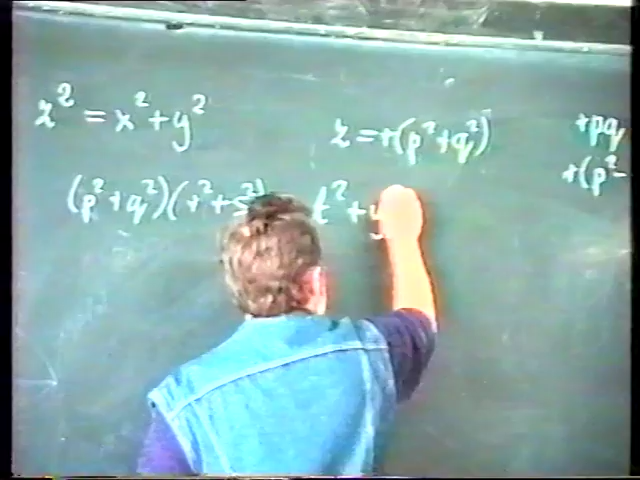 z² = x² + y²
z = +(p² + q²)
+pq
+(p² -
(p² + q²)(r² + s²) t² +